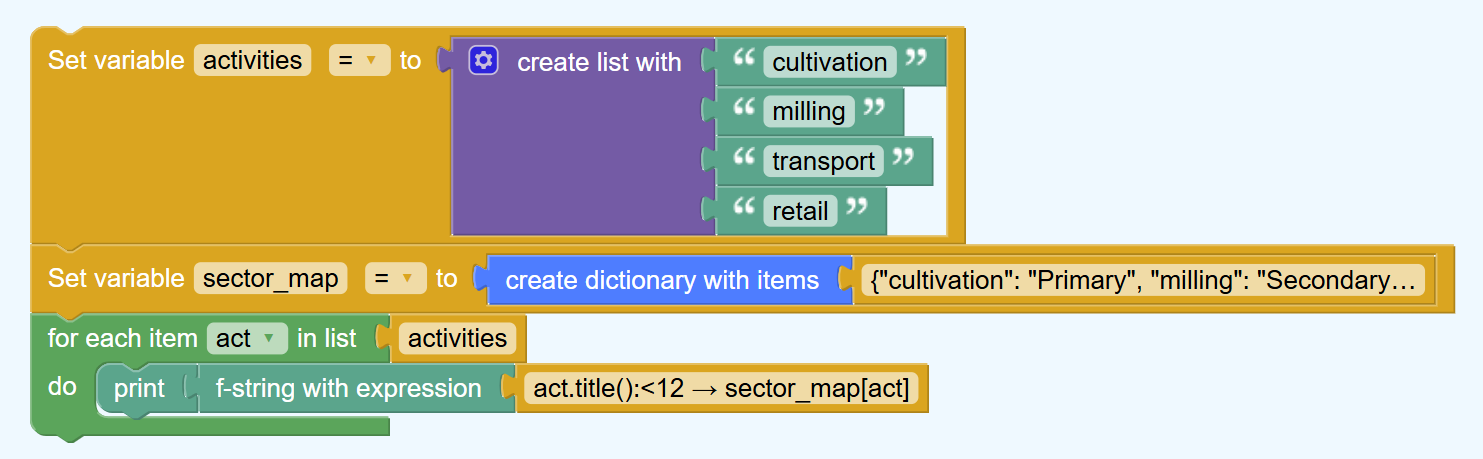 Set variable activities = ▾ to create list with “ cultivation ”
“ milling ”
“ transport ”
“ retail ”
Set variable sector_map = ▾ to create dictionary with items {"cultivation": "Primary", "milling": "Secondary…
for each item act ▾ in list activities
do print f-string with expression act.title():<12 → sector_map[act]